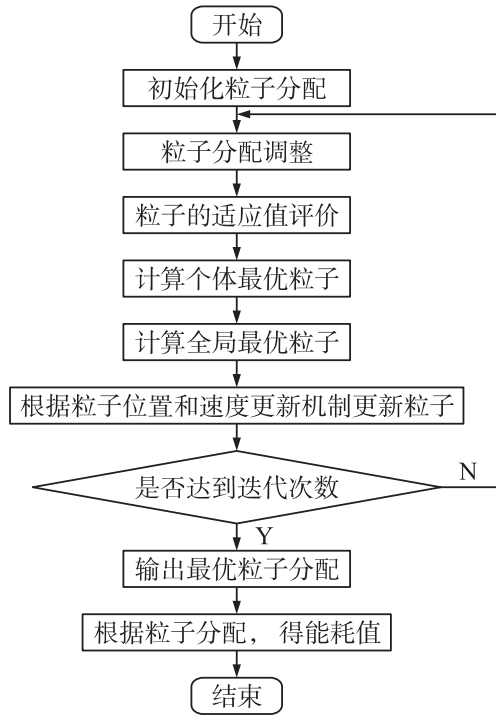 开始
初始化粒子分配
粒子分配调整
粒子的适应值评价
计算个体最优粒子
计算全局最优粒子
根据粒子位置和速度更新机制更新粒子
是否达到迭代次数
N
Y
输出最优粒子分配
根据粒子分配，得能耗值
结束